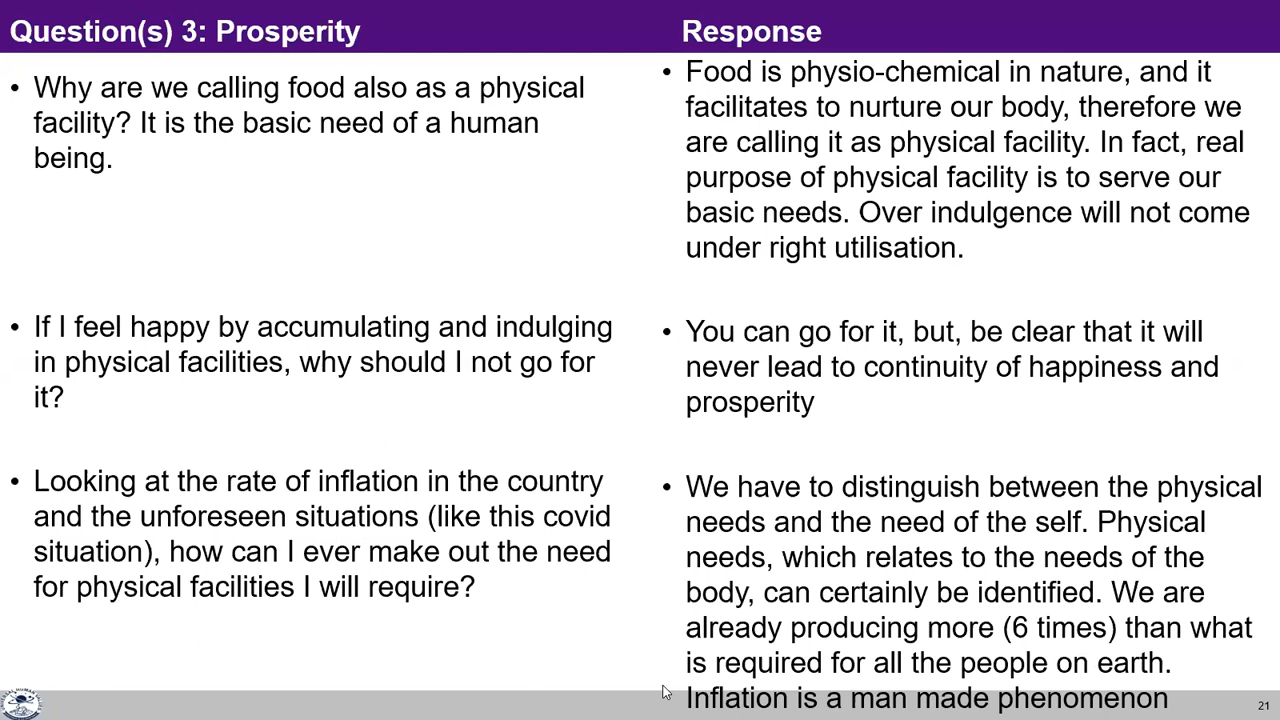 Question(s) 3: Prosperity
Response
• Why are we calling food also as a physical
facility? It is the basic need of a human
being.
• Food is physio-chemical in nature, and it
facilitates to nurture our body, therefore we
are calling it as physical facility. In fact, real
purpose of physical facility is to serve our
basic needs. Over indulgence will not come
under right utilisation.
• If I feel happy by accumulating and indulging
in physical facilities, why should I not go for
it?
• You can go for it, but, be clear that it will
never lead to continuity of happiness and
prosperity
• Looking at the rate of inflation in the country
and the unforeseen situations (like this covid
situation), how can I ever make out the need
for physical facilities I will require?
• We have to distinguish between the physical
needs and the need of the self. Physical
needs, which relates to the needs of the
body, can certainly be identified. We are
already producing more (6 times) than what
is required for all the people on earth.
Inflation is a man made phenomenon
21